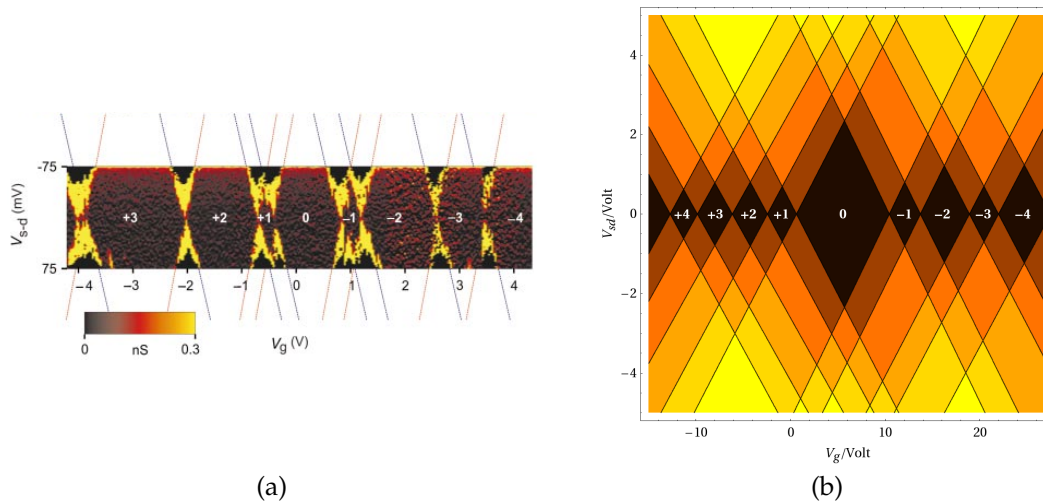 -75
V_s-d (mV)
75
+3 +2 +1 0 −1 −2 −3 −4
−4 −3 −2 −1 0 1 2 3 4
V_g (V)
0 nS 0.3
(a)
4
2
0
−2
−4
V_sd/Volt
+4 +3 +2 +1 0 −1 −2 −3 −4
−10 0 10 20
V_g/Volt
(b)